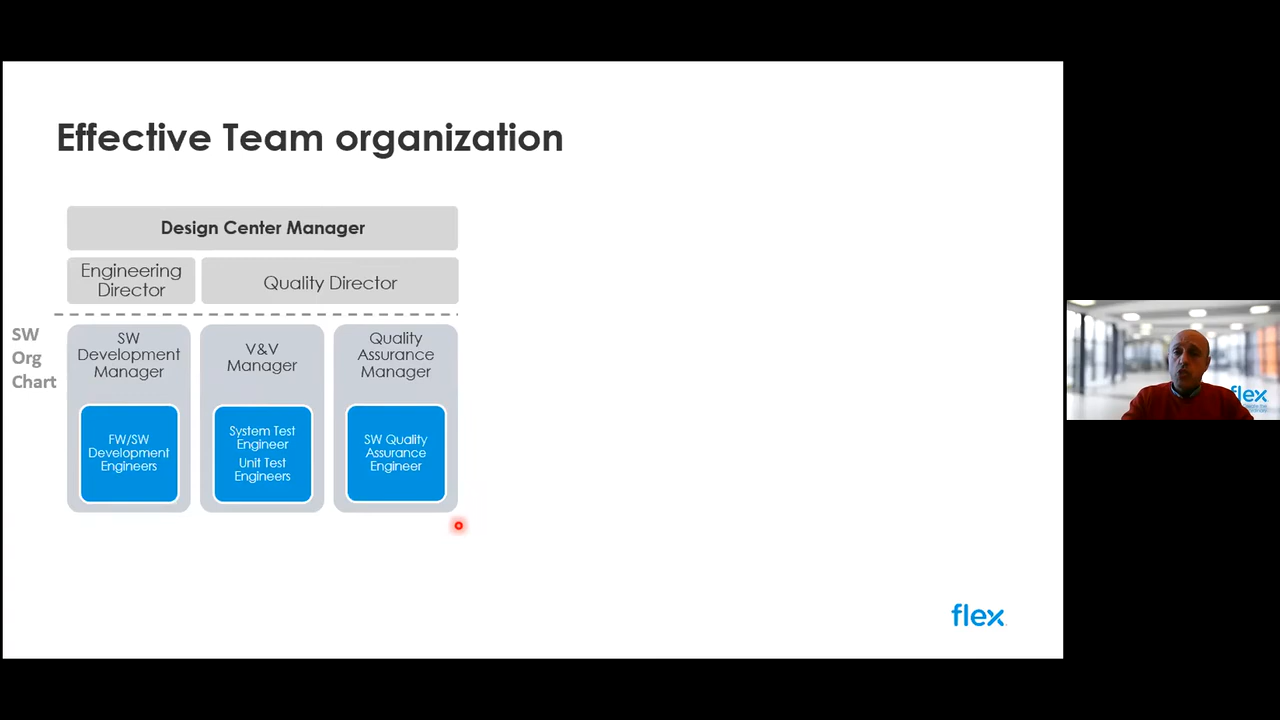 Effective Team organization
Design Center Manager
Engineering
Director
Quality Director
SW
Org
Chart
SW
Development
Manager
V&V
Manager
Quality
Assurance
Manager
FW/SW
Development
Engineers
System Test
Engineer
Unit Test
Engineers
SW Quality
Assurance
Engineer
flex
flex